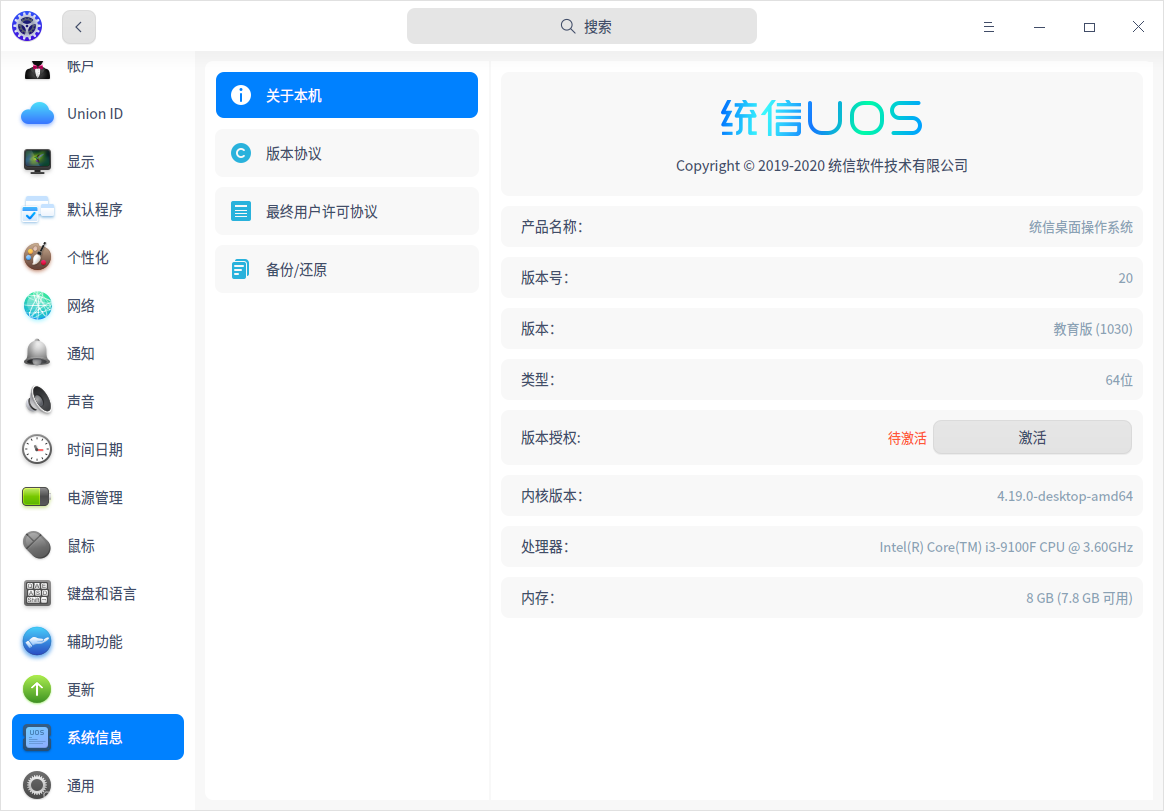 搜索
帐户
Union ID
显示
默认程序
个性化
网络
通知
声音
时间日期
电源管理
鼠标
键盘和语言
辅助功能
更新
系统信息
通用
关于本机
版本协议
最终用户许可协议
备份/还原
统信UOS
Copyright © 2019-2020 统信软件技术有限公司
产品名称： 统信桌面操作系统
版本号： 20
版本： 教育版 (1030)
类型： 64位
版本授权: 待激活 激活
内核版本： 4.19.0-desktop-amd64
处理器： Intel(R) Core(TM) i3-9100F CPU @ 3.60GHz
内存： 8 GB (7.8 GB 可用)